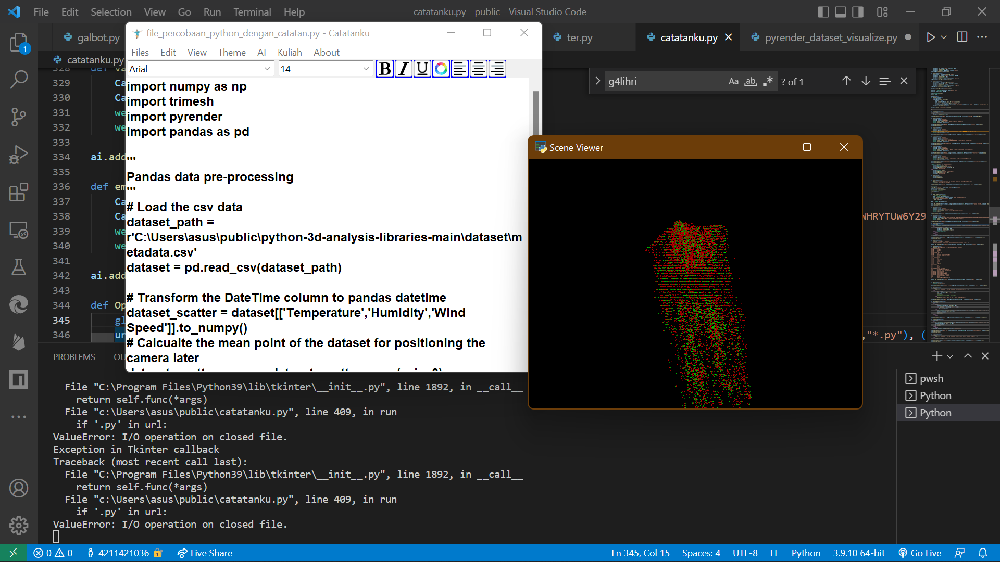 File Edit Selection View Go Run Terminal Help
catatanku.py - public - Visual Studio Code
galbot.py
ter.py
catatanku.py
pyrender_dataset_visualize.py
catatanku.py
file_percobaan_python_dengan_catatan.py - Catatanku
Files Edit View Theme AI Kuliah About
Arial 14 B I U
import numpy as np
import trimesh
import pyrender
import pandas as pd
'''
Pandas data pre-processing
'''
# Load the csv data
dataset_path =
r'C:\Users\asus\public\python-3d-analysis-libraries-main\dataset\m
etadata.csv'
dataset = pd.read_csv(dataset_path)
# Transform the DateTime column to pandas datetime
dataset_scatter = dataset[['Temperature','Humidity','Wind
Speed']].to_numpy()
# Calcualte the mean point of the dataset for positioning the
camera later
dataset_scatter_mean = dataset_scatter.mean(axis=0)
g4lihri Aa ab ? of 1
Scene Viewer
328 def va
329 Ca
330 Ca
331 we
332 we
333
334 ai.add
335
336 def em
337 Ca
338 Ca
339 we
340 we
341
342 ai.add
343
344 def Op
345 gl
346 ur
WHRYTUw6Y29
,"*.py"), (
PROBLEMS OU
File "C:\Program Files\Python39\lib\tkinter\__init__.py", line 1892, in __call__
return self.func(*args)
File "c:\Users\asus\public\catatanku.py", line 409, in run
if '.py' in url:
ValueError: I/O operation on closed file.
Exception in Tkinter callback
Traceback (most recent call last):
File "C:\Program Files\Python39\lib\tkinter\__init__.py", line 1892, in __call__
return self.func(*args)
File "c:\Users\asus\public\catatanku.py", line 409, in run
if '.py' in url:
ValueError: I/O operation on closed file.
pwsh
Python
Python
1
0 0 4211421036 Live Share
Ln 345, Col 15 Spaces: 4 UTF-8 LF Python 3.9.10 64-bit Go Live